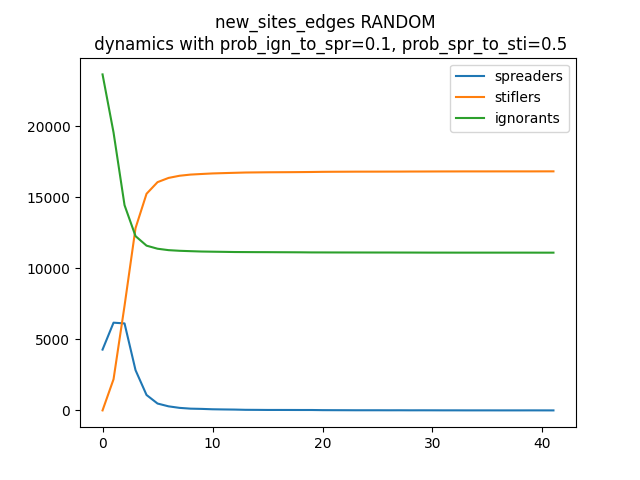 new_sites_edges RANDOM
dynamics with prob_ign_to_spr=0.1, prob_spr_to_sti=0.5
spreaders
stiflers
ignorants
20000
15000
10000
5000
0
0 10 20 30 40